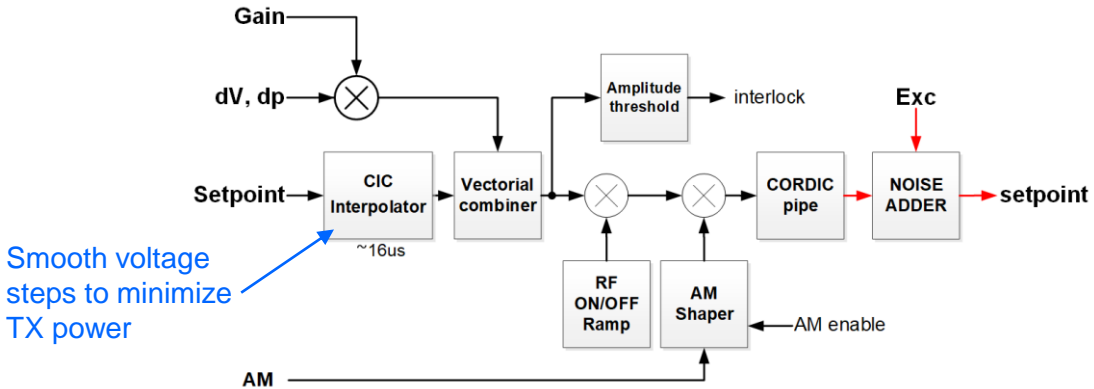 Gain
dV, dp
Amplitude
threshold
interlock
Exc
Setpoint
CIC
Interpolator
~16us
Vectorial
combiner
CORDIC
pipe
NOISE
ADDER
setpoint
Smooth voltage
steps to minimize
TX power
RF
ON/OFF
Ramp
AM
Shaper
AM enable
AM